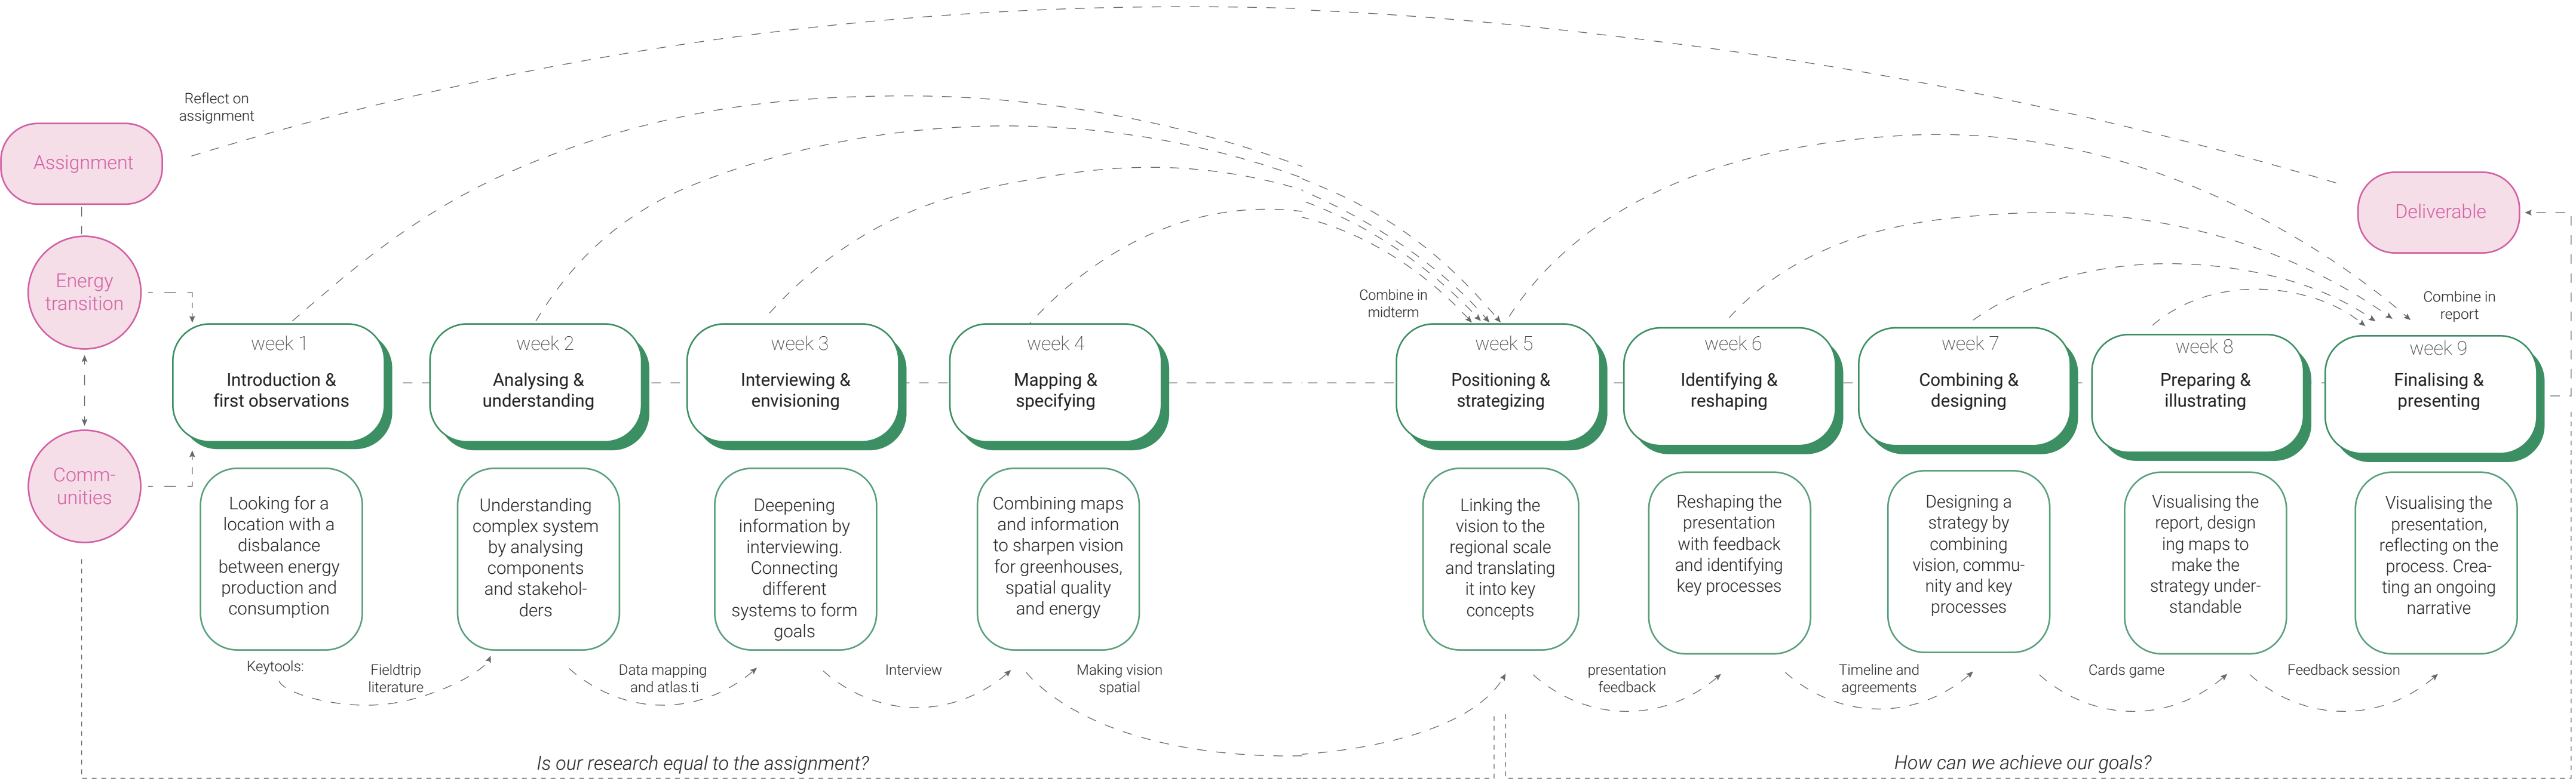 Reflect on
assignment
Assignment
Deliverable
Energy
transition
Comm-
unities
Combine in
midterm
Combine in
report
week 1
Introduction &
first observations
week 2
Analysing &
understanding
week 3
Interviewing &
envisioning
week 4
Mapping &
specifying
week 5
Positioning &
strategizing
week 6
Identifying &
reshaping
week 7
Combining &
designing
week 8
Preparing &
illustrating
week 9
Finalising &
presenting
Looking for a
location with a
disbalance
between energy
production and
consumption
Understanding
complex system
by analysing
components
and stakehol-
ders
Deepening
information by
interviewing.
Connecting
different
systems to form
goals
Combining maps
and information
to sharpen vision
for greenhouses,
spatial quality
and energy
Linking the
vision to the
regional scale
and translating
it into key
concepts
Reshaping the
presentation
with feedback
and identifying
key processes
Designing a
strategy by
combining
vision, commu-
nity and key
processes
Visualising the
report, design
ing maps to
make the
strategy under-
standable
Visualising the
presentation,
reflecting on the
process. Crea-
ting an ongoing
narrative
Keytools:
Fieldtrip
literature
Data mapping
and atlas.ti
Interview
Making vision
spatial
presentation
feedback
Timeline and
agreements
Cards game
Feedback session
Is our research equal to the assignment?
How can we achieve our goals?